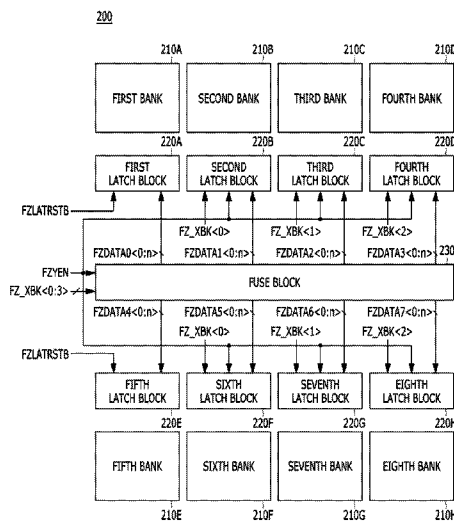 200
210A 210B 210C 210D
FIRST BANK SECOND BANK THIRD BANK FOURTH BANK
220A 220B 220C 220D
FIRST LATCH BLOCK
SECOND LATCH BLOCK
THIRD LATCH BLOCK
FOURTH LATCH BLOCK
FZLATRSTB
FZ_XBK<0> FZ_XBK<1> FZ_XBK<2>
FZDATA0<0:n> FZDATA1<0:n> FZDATA2<0:n> FZDATA3<0:n>
230
FZYEN
FUSE BLOCK
FZ_XBK<0:3>
FZDATA4<0:n> FZDATA5<0:n> FZDATA6<0:n> FZDATA7<0:n>
FZ_XBK<0> FZ_XBK<1> FZ_XBK<2>
FZLATRSTB
FIFTH LATCH BLOCK
SIXTH LATCH BLOCK
SEVENTH LATCH BLOCK
EIGHTH LATCH BLOCK
220E 220F 220G 220H
FIFTH BANK SIXTH BANK SEVENTH BANK EIGHTH BANK
210E 210F 210G 210H